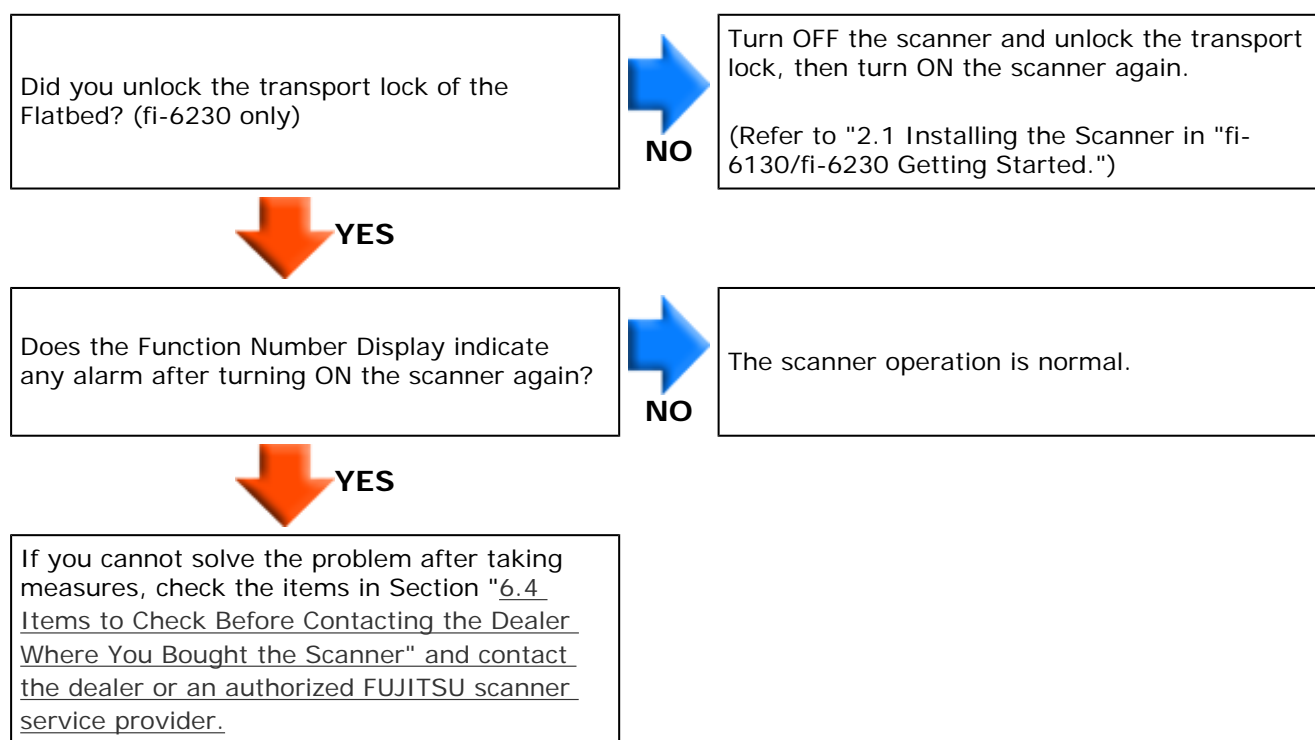 Did you unlock the transport lock of the
Flatbed? (fi-6230 only)
NO
Turn OFF the scanner and unlock the transport
lock, then turn ON the scanner again.
(Refer to "2.1 Installing the Scanner in "fi-
6130/fi-6230 Getting Started.")
YES
Does the Function Number Display indicate
any alarm after turning ON the scanner again?
NO
The scanner operation is normal.
YES
If you cannot solve the problem after taking
measures, check the items in Section "6.4
Items to Check Before Contacting the Dealer
Where You Bought the Scanner" and contact
the dealer or an authorized FUJITSU scanner
service provider.